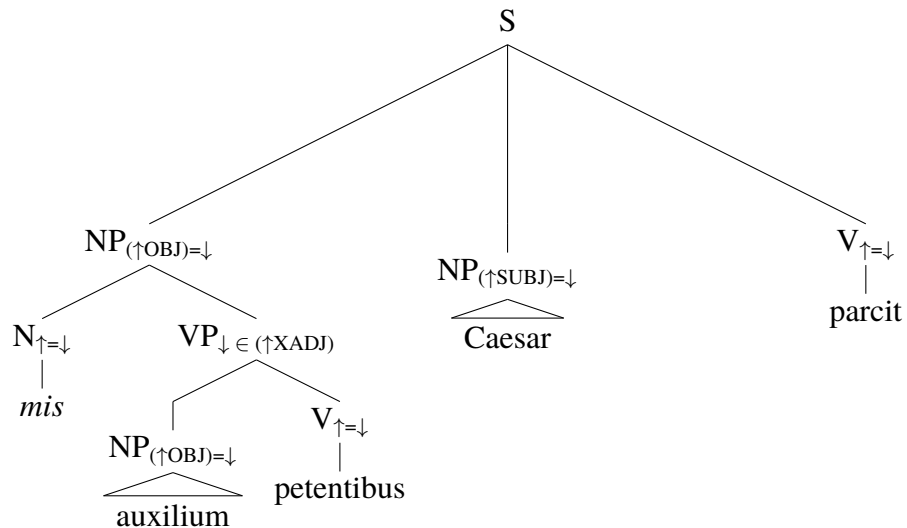 S
NP(↑OBJ)=↓
NP(↑SUBJ)=↓
V↑=↓
N↑=↓
VP↓ ∈ (↑XADJ)
Caesar
parcit
mis
NP(↑OBJ)=↓
V↑=↓
auxilium
petentibus